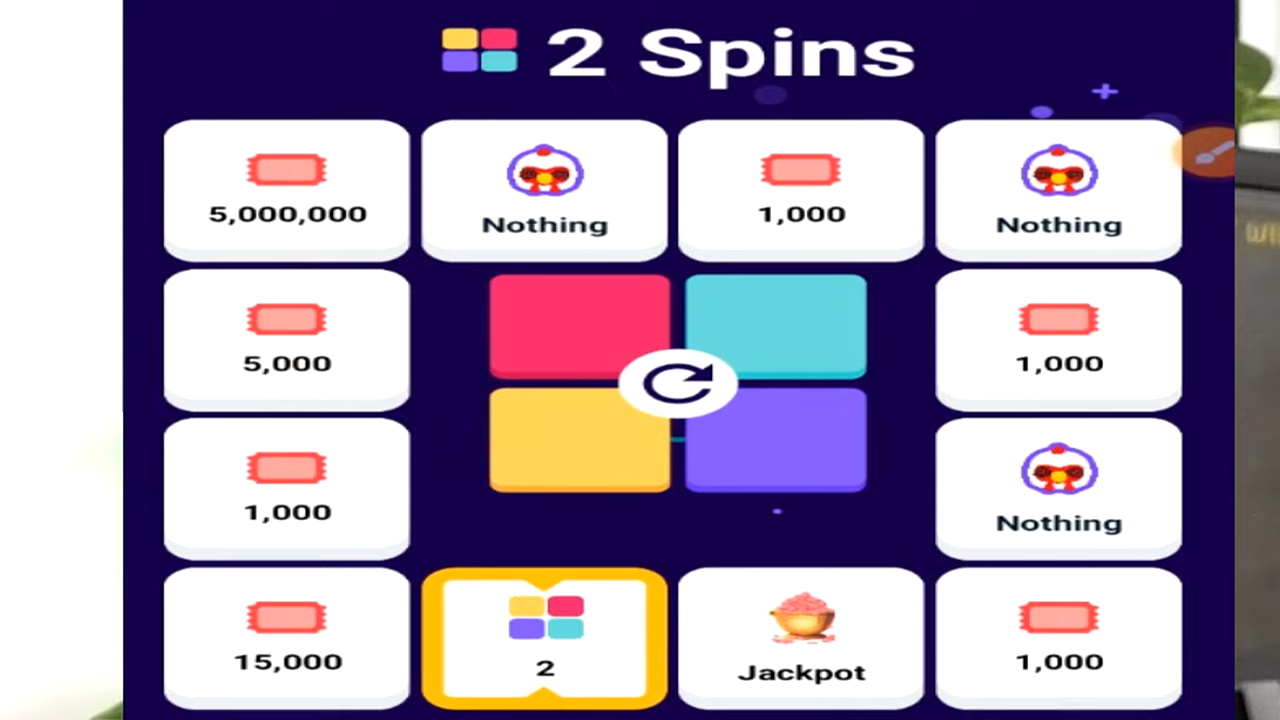 2 Spins
5,000,000
Nothing
1,000
Nothing
5,000
1,000
1,000
Nothing
15,000
2
Jackpot
1,000